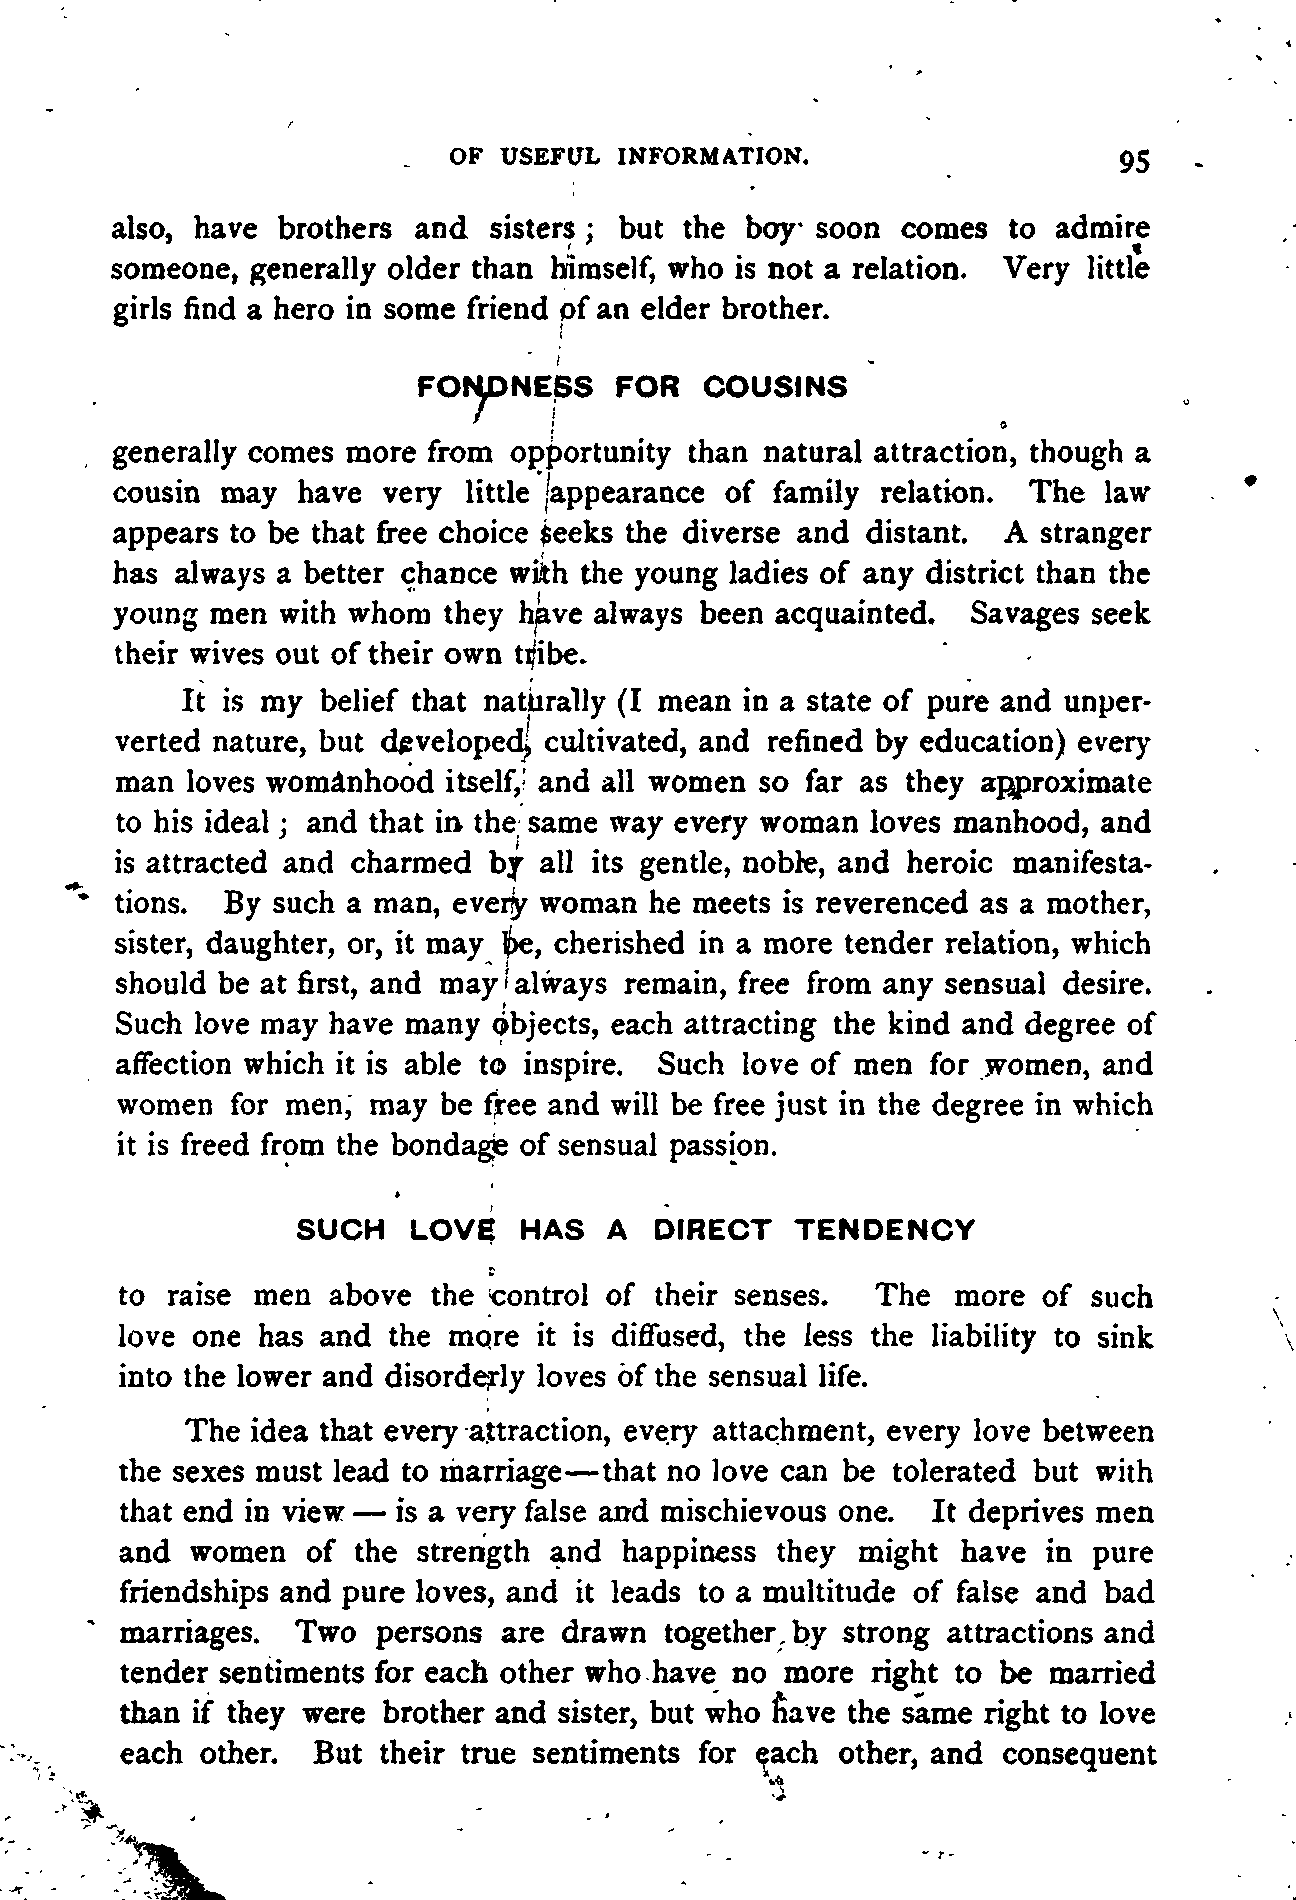 OF USEFUL INFORMATION. 95
also, have brothers and sisters; but the boy soon comes to admire
someone, generally older than himself, who is not a relation. Very little
girls find a hero in some friend of an elder brother.
FONDNESS FOR COUSINS
generally comes more from opportunity than natural attraction, though a
cousin may have very little appearance of family relation. The law
appears to be that free choice seeks the diverse and distant. A stranger
has always a better chance with the young ladies of any district than the
young men with whom they have always been acquainted. Savages seek
their wives out of their own tribe.
It is my belief that naturally (I mean in a state of pure and unper-
verted nature, but developed, cultivated, and refined by education) every
man loves womanhood itself, and all women so far as they approximate
to his ideal; and that in the same way every woman loves manhood, and
is attracted and charmed by all its gentle, noble, and heroic manifesta-
tions. By such a man, every woman he meets is reverenced as a mother,
sister, daughter, or, it may be, cherished in a more tender relation, which
should be at first, and may always remain, free from any sensual desire.
Such love may have many objects, each attracting the kind and degree of
affection which it is able to inspire. Such love of men for women, and
women for men, may be free and will be free just in the degree in which
it is freed from the bondage of sensual passion.
SUCH LOVE HAS A DIRECT TENDENCY
to raise men above the control of their senses. The more of such
love one has and the more it is diffused, the less the liability to sink
into the lower and disorderly loves of the sensual life.
The idea that every attraction, every attachment, every love between
the sexes must lead to marriage—that no love can be tolerated but with
that end in view — is a very false and mischievous one. It deprives men
and women of the strength and happiness they might have in pure
friendships and pure loves, and it leads to a multitude of false and bad
marriages. Two persons are drawn together by strong attractions and
tender sentiments for each other who have no more right to be married
than if they were brother and sister, but who have the same right to love
each other. But their true sentiments for each other, and consequent